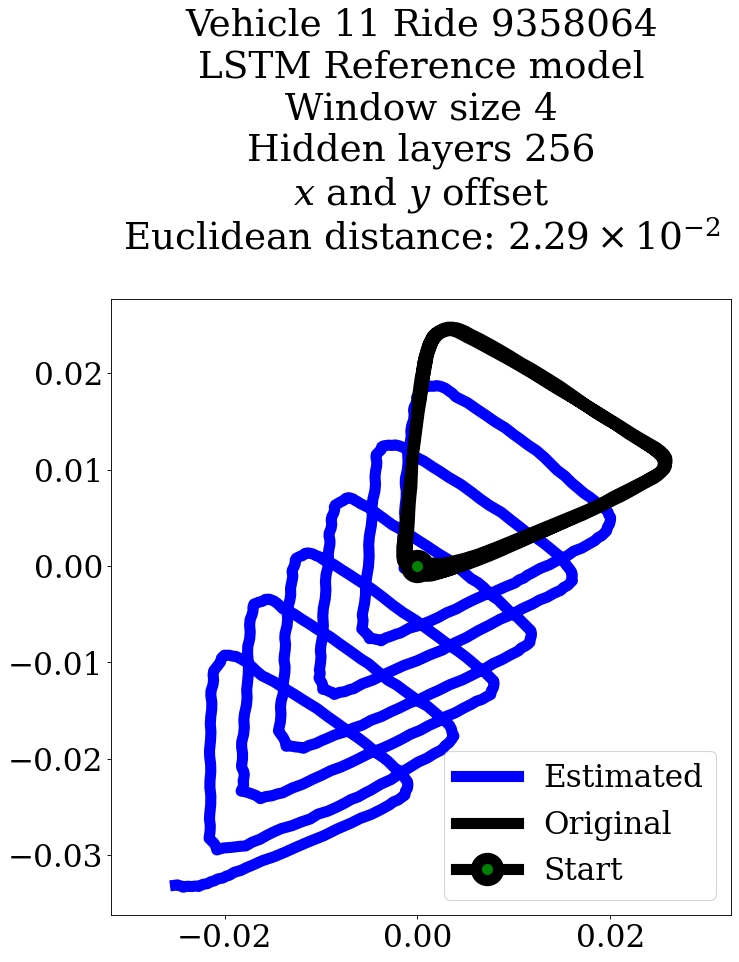 Vehicle 11 Ride 9358064
LSTM Reference model
Window size 4
Hidden layers 256
x and y offset
Euclidean distance: 2.29 × 10⁻²
0.02
0.01
0.00
−0.01
−0.02
−0.03
Estimated
Original
Start
−0.02 0.00 0.02